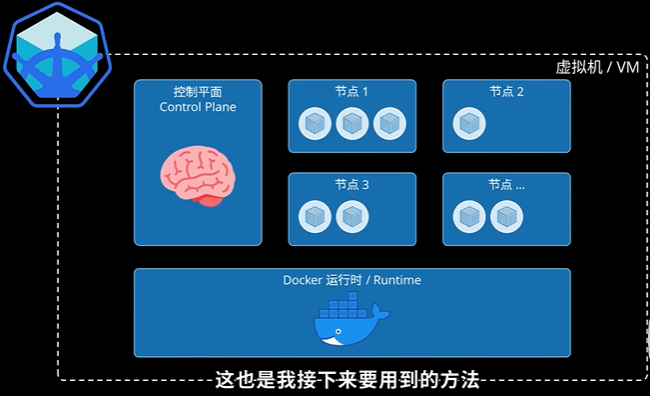 虚拟机 / VM
控制平面
Control Plane
节点 1
节点 2
节点 3
节点 ...
Docker 运行时 / Runtime
这也是我接下来要用到的方法